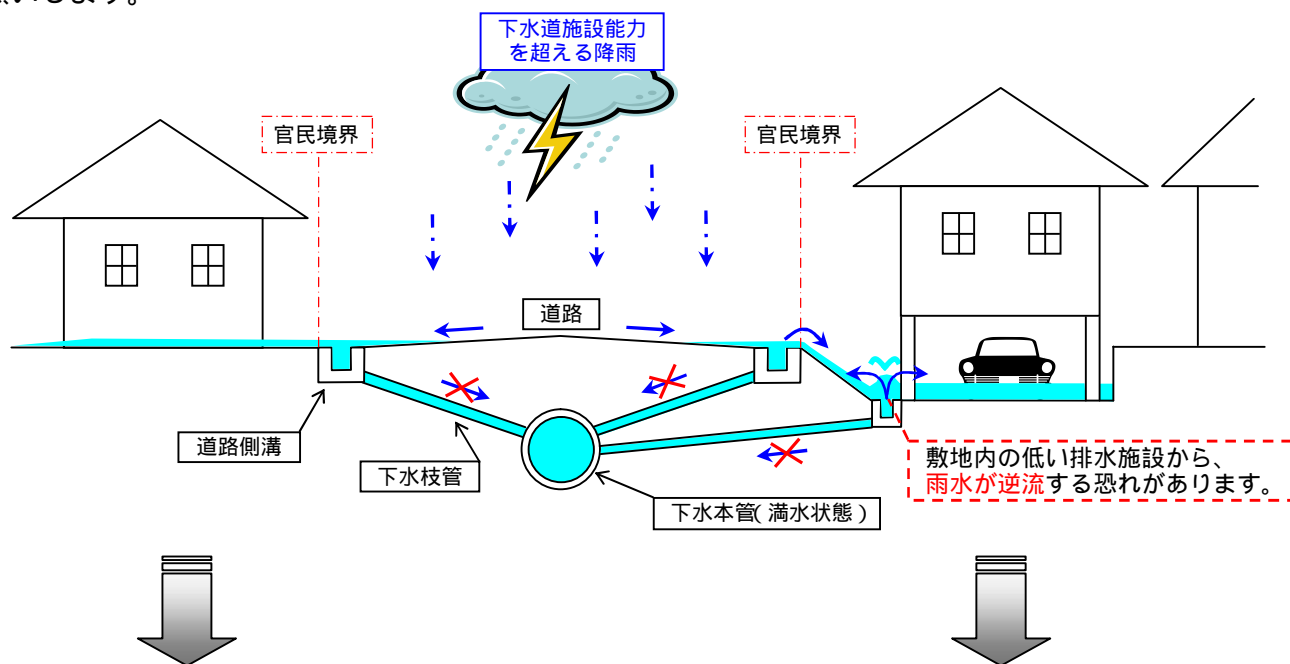 します。
下水道施設能力
を超える降雨
官民境界
官民境界
道路
道路側溝
下水枝管
下水本管（満水状態）
敷地内の低い排水施設から、
雨水が逆流する恐れがあります。